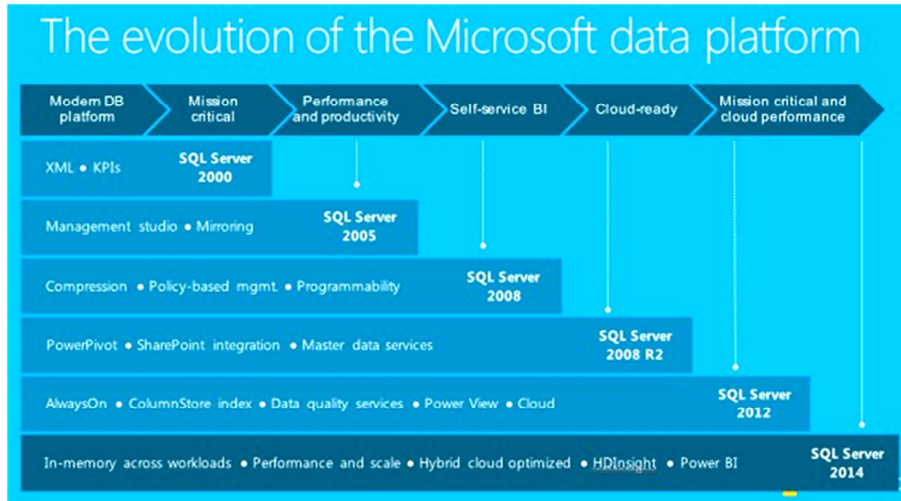 The evolution of the Microsoft data platform
Modern DB
platform
Mission
critical
Performance
and productivity
Self-service BI
Cloud-ready
Mission critical and
cloud performance
XML ● KPIs
SQL Server
2000
Management studio ● Mirroring
SQL Server
2005
Compression ● Policy-based mgmt. ● Programmability
SQL Server
2008
PowerPivot ● SharePoint integration ● Master data services
SQL Server
2008 R2
AlwaysOn ● ColumnStore index ● Data quality services ● Power View ● Cloud
SQL Server
2012
In-memory across workloads ● Performance and scale ● Hybrid cloud optimized ● HDInsight ● Power BI
SQL Server
2014